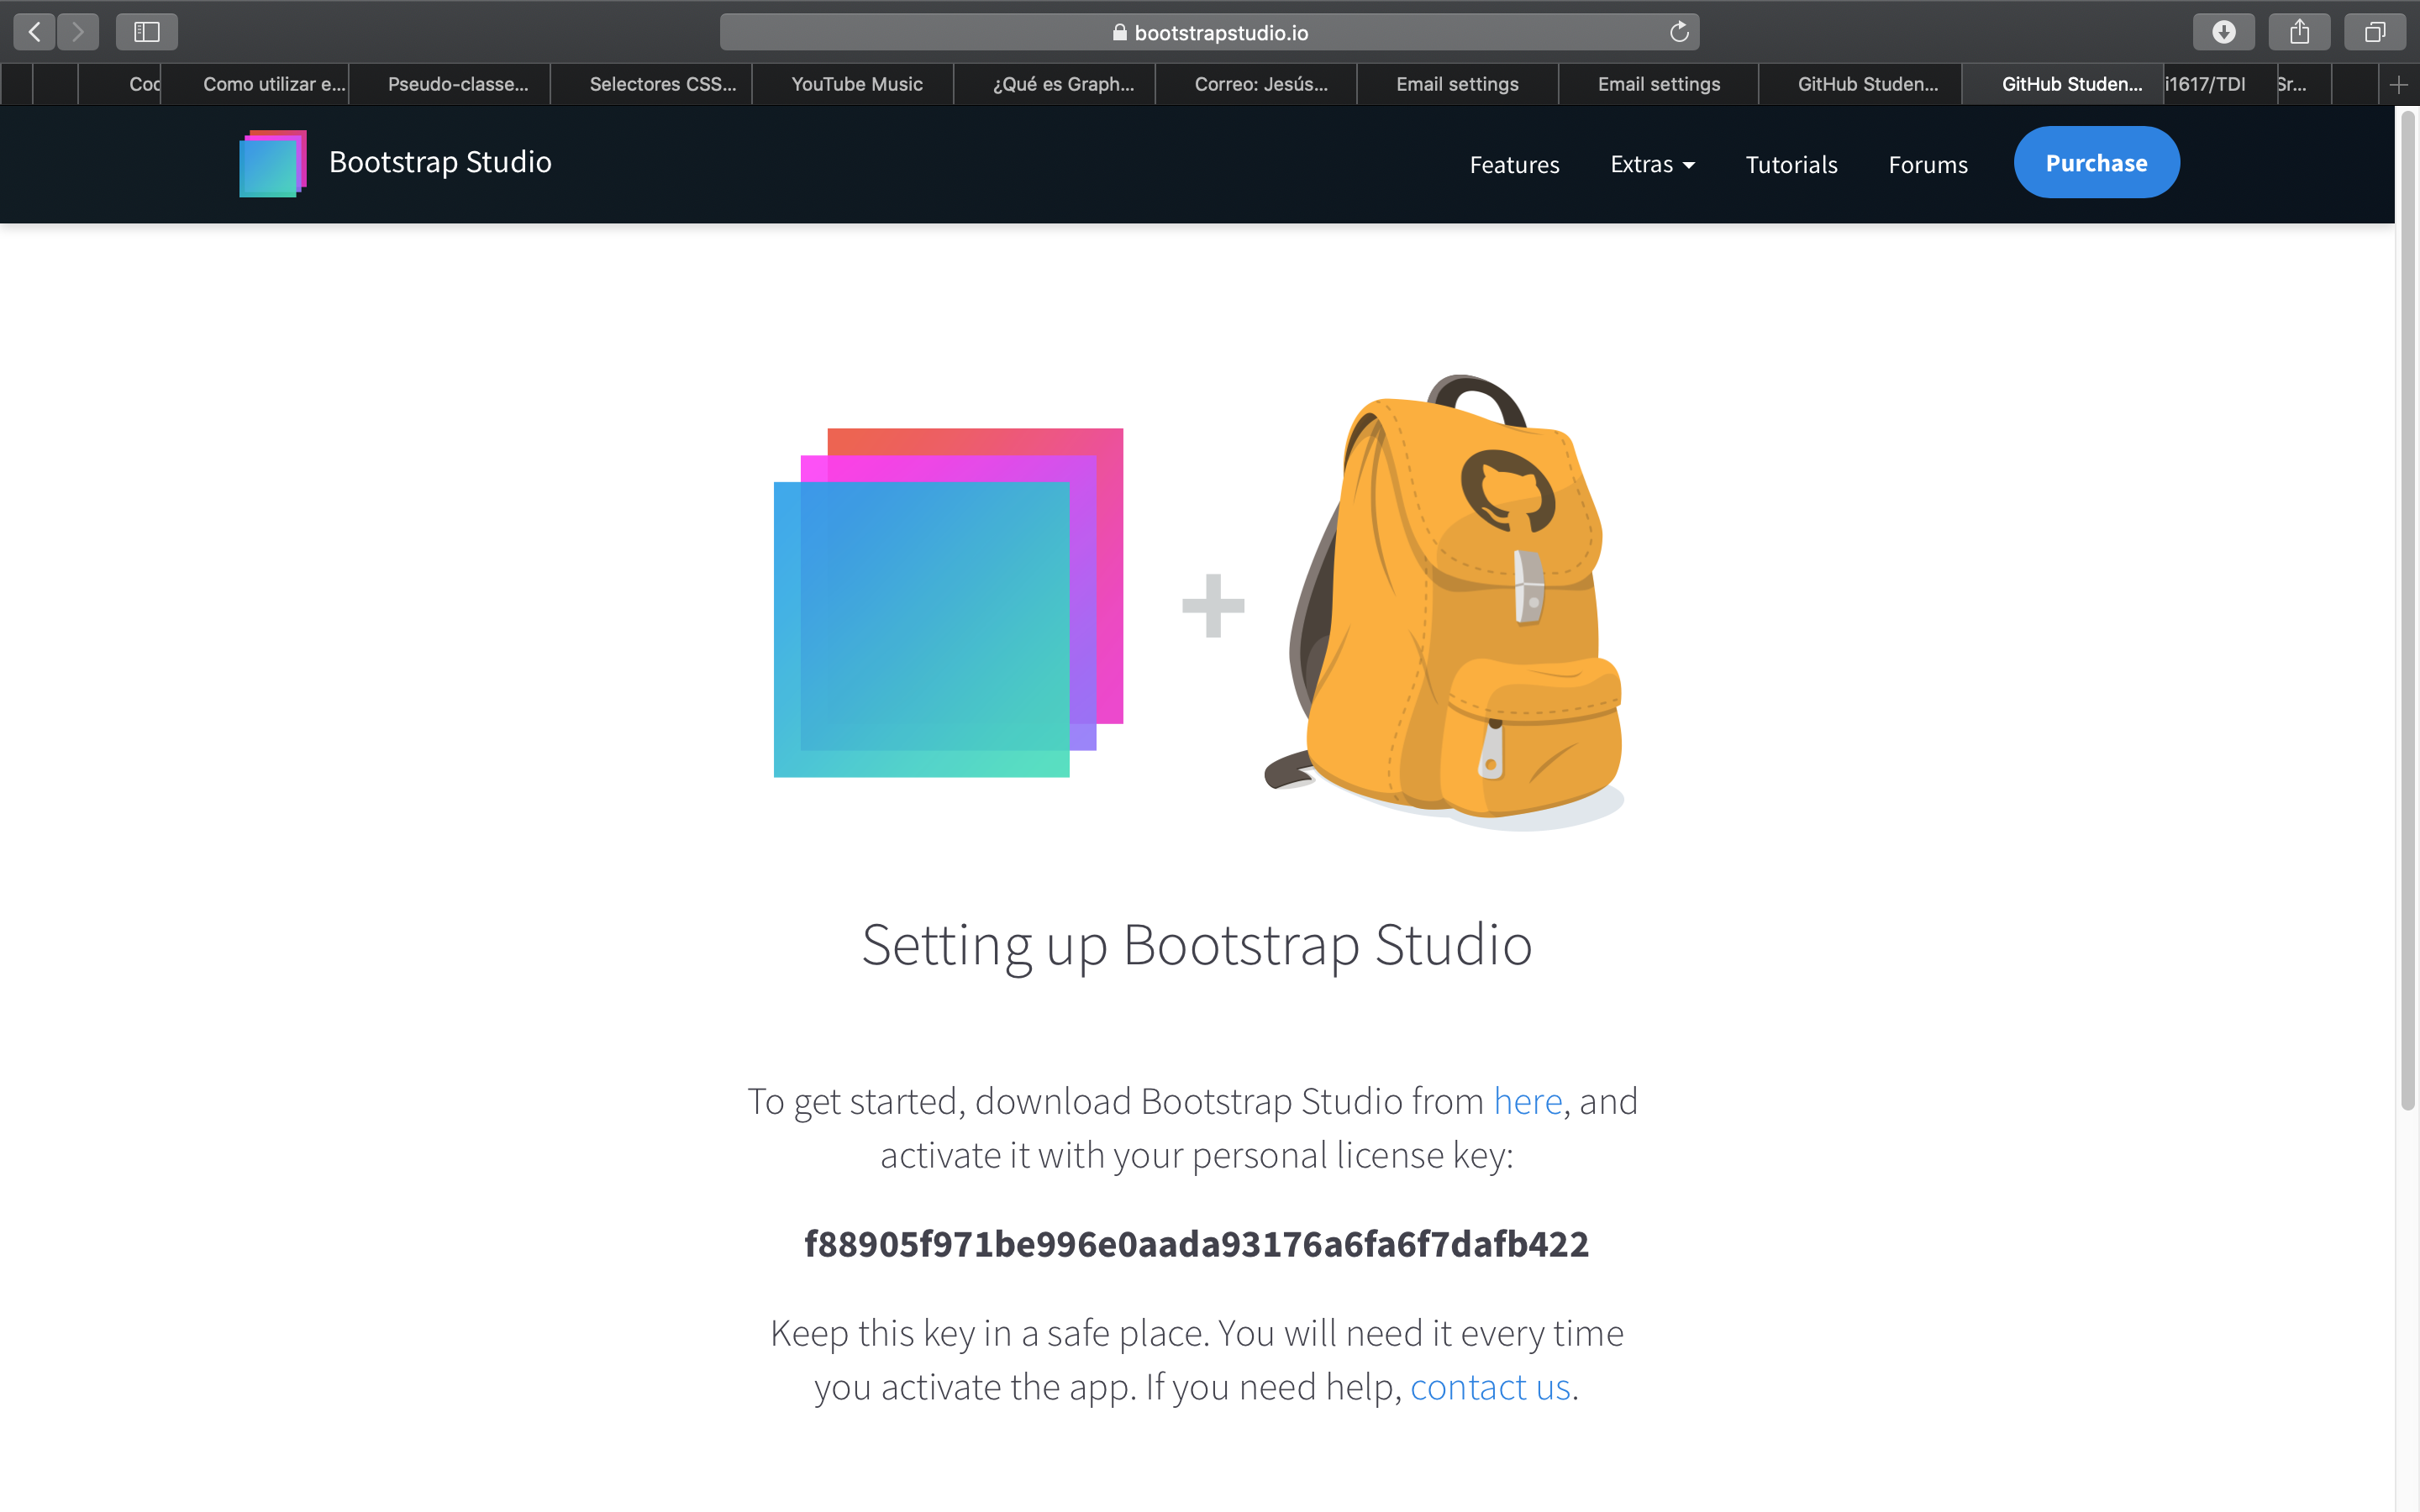 bootstrapstudio.io
Como utilizar e...
Pseudo-classe...
Selectores CSS...
YouTube Music
¿Qué es Graph...
Correo: Jesús...
Email settings
Email settings
GitHub Studen...
GitHub Studen...
i1617/TDI
Bootstrap Studio
Features
Extras
Tutorials
Forums
Purchase
Setting up Bootstrap Studio
To get started, download Bootstrap Studio from here, and
activate it with your personal license key:
f88905f971be996e0aada93176a6fa6f7dafb422
Keep this key in a safe place. You will need it every time
you activate the app. If you need help, contact us.